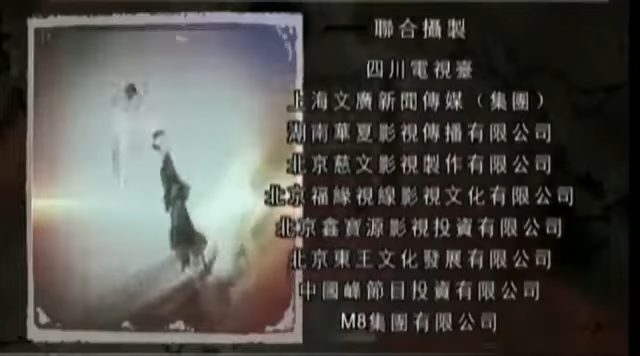 聯合攝製
四川電視臺
上海文廣新聞傳媒（集團）
湖南華夏影視傳播有限公司
北京慈文影視製作有限公司
北京福緣視線影視文化有限公司
北京鑫寶源影視投資有限公司
北京東王文化發展有限公司
中國峰節目投資有限公司
M8集團有限公司